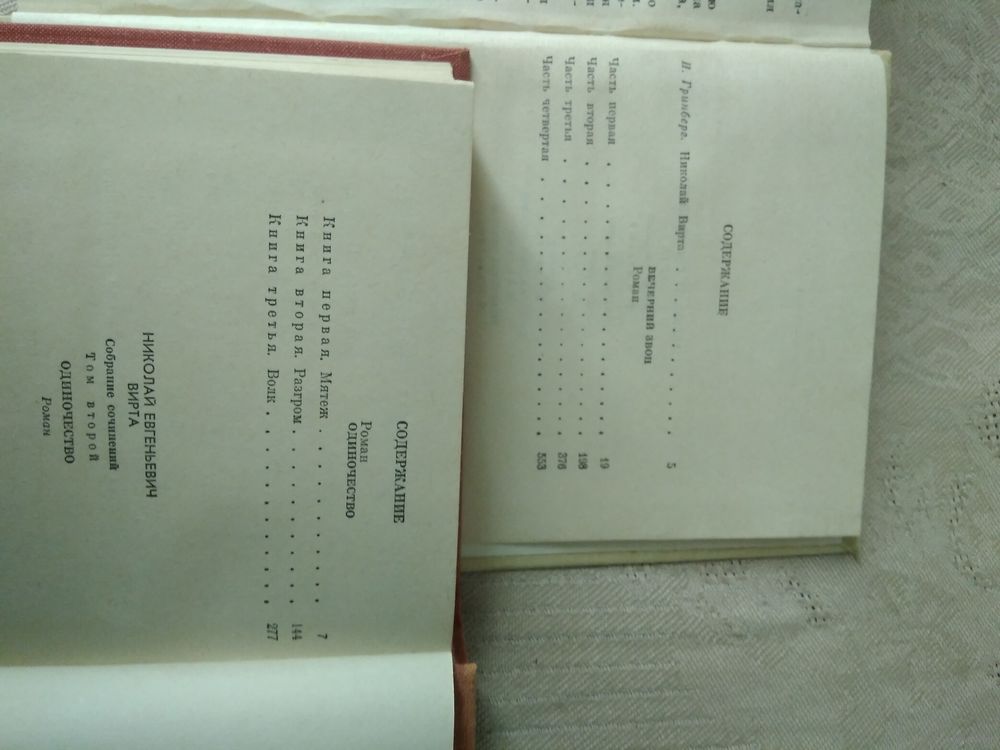 СОДЕРЖАНИЕ
И. Гринберг. Николай Вирта . . . . . . . . . . 5
ВЕЧЕРНИЙ ЗВОН
Роман
Часть первая . . . . . . . . . . . . . 19
Часть вторая . . . . . . . . . . . . . 198
Часть третья . . . . . . . . . . . . . 376
Часть четвертая . . . . . . . . . . . . 553
СОДЕРЖАНИЕ
ОДИНОЧЕСТВО
Роман
Книга первая. Мятеж . . . . . . . . . . 7
Книга вторая. Разгром . . . . . . . . . 144
Книга третья. Волк . . . . . . . . . . . 277
НИКОЛАЙ ЕВГЕНЬЕВИЧ
ВИРТА
Собрание сочинений
Том второй
ОДИНОЧЕСТВО
Роман